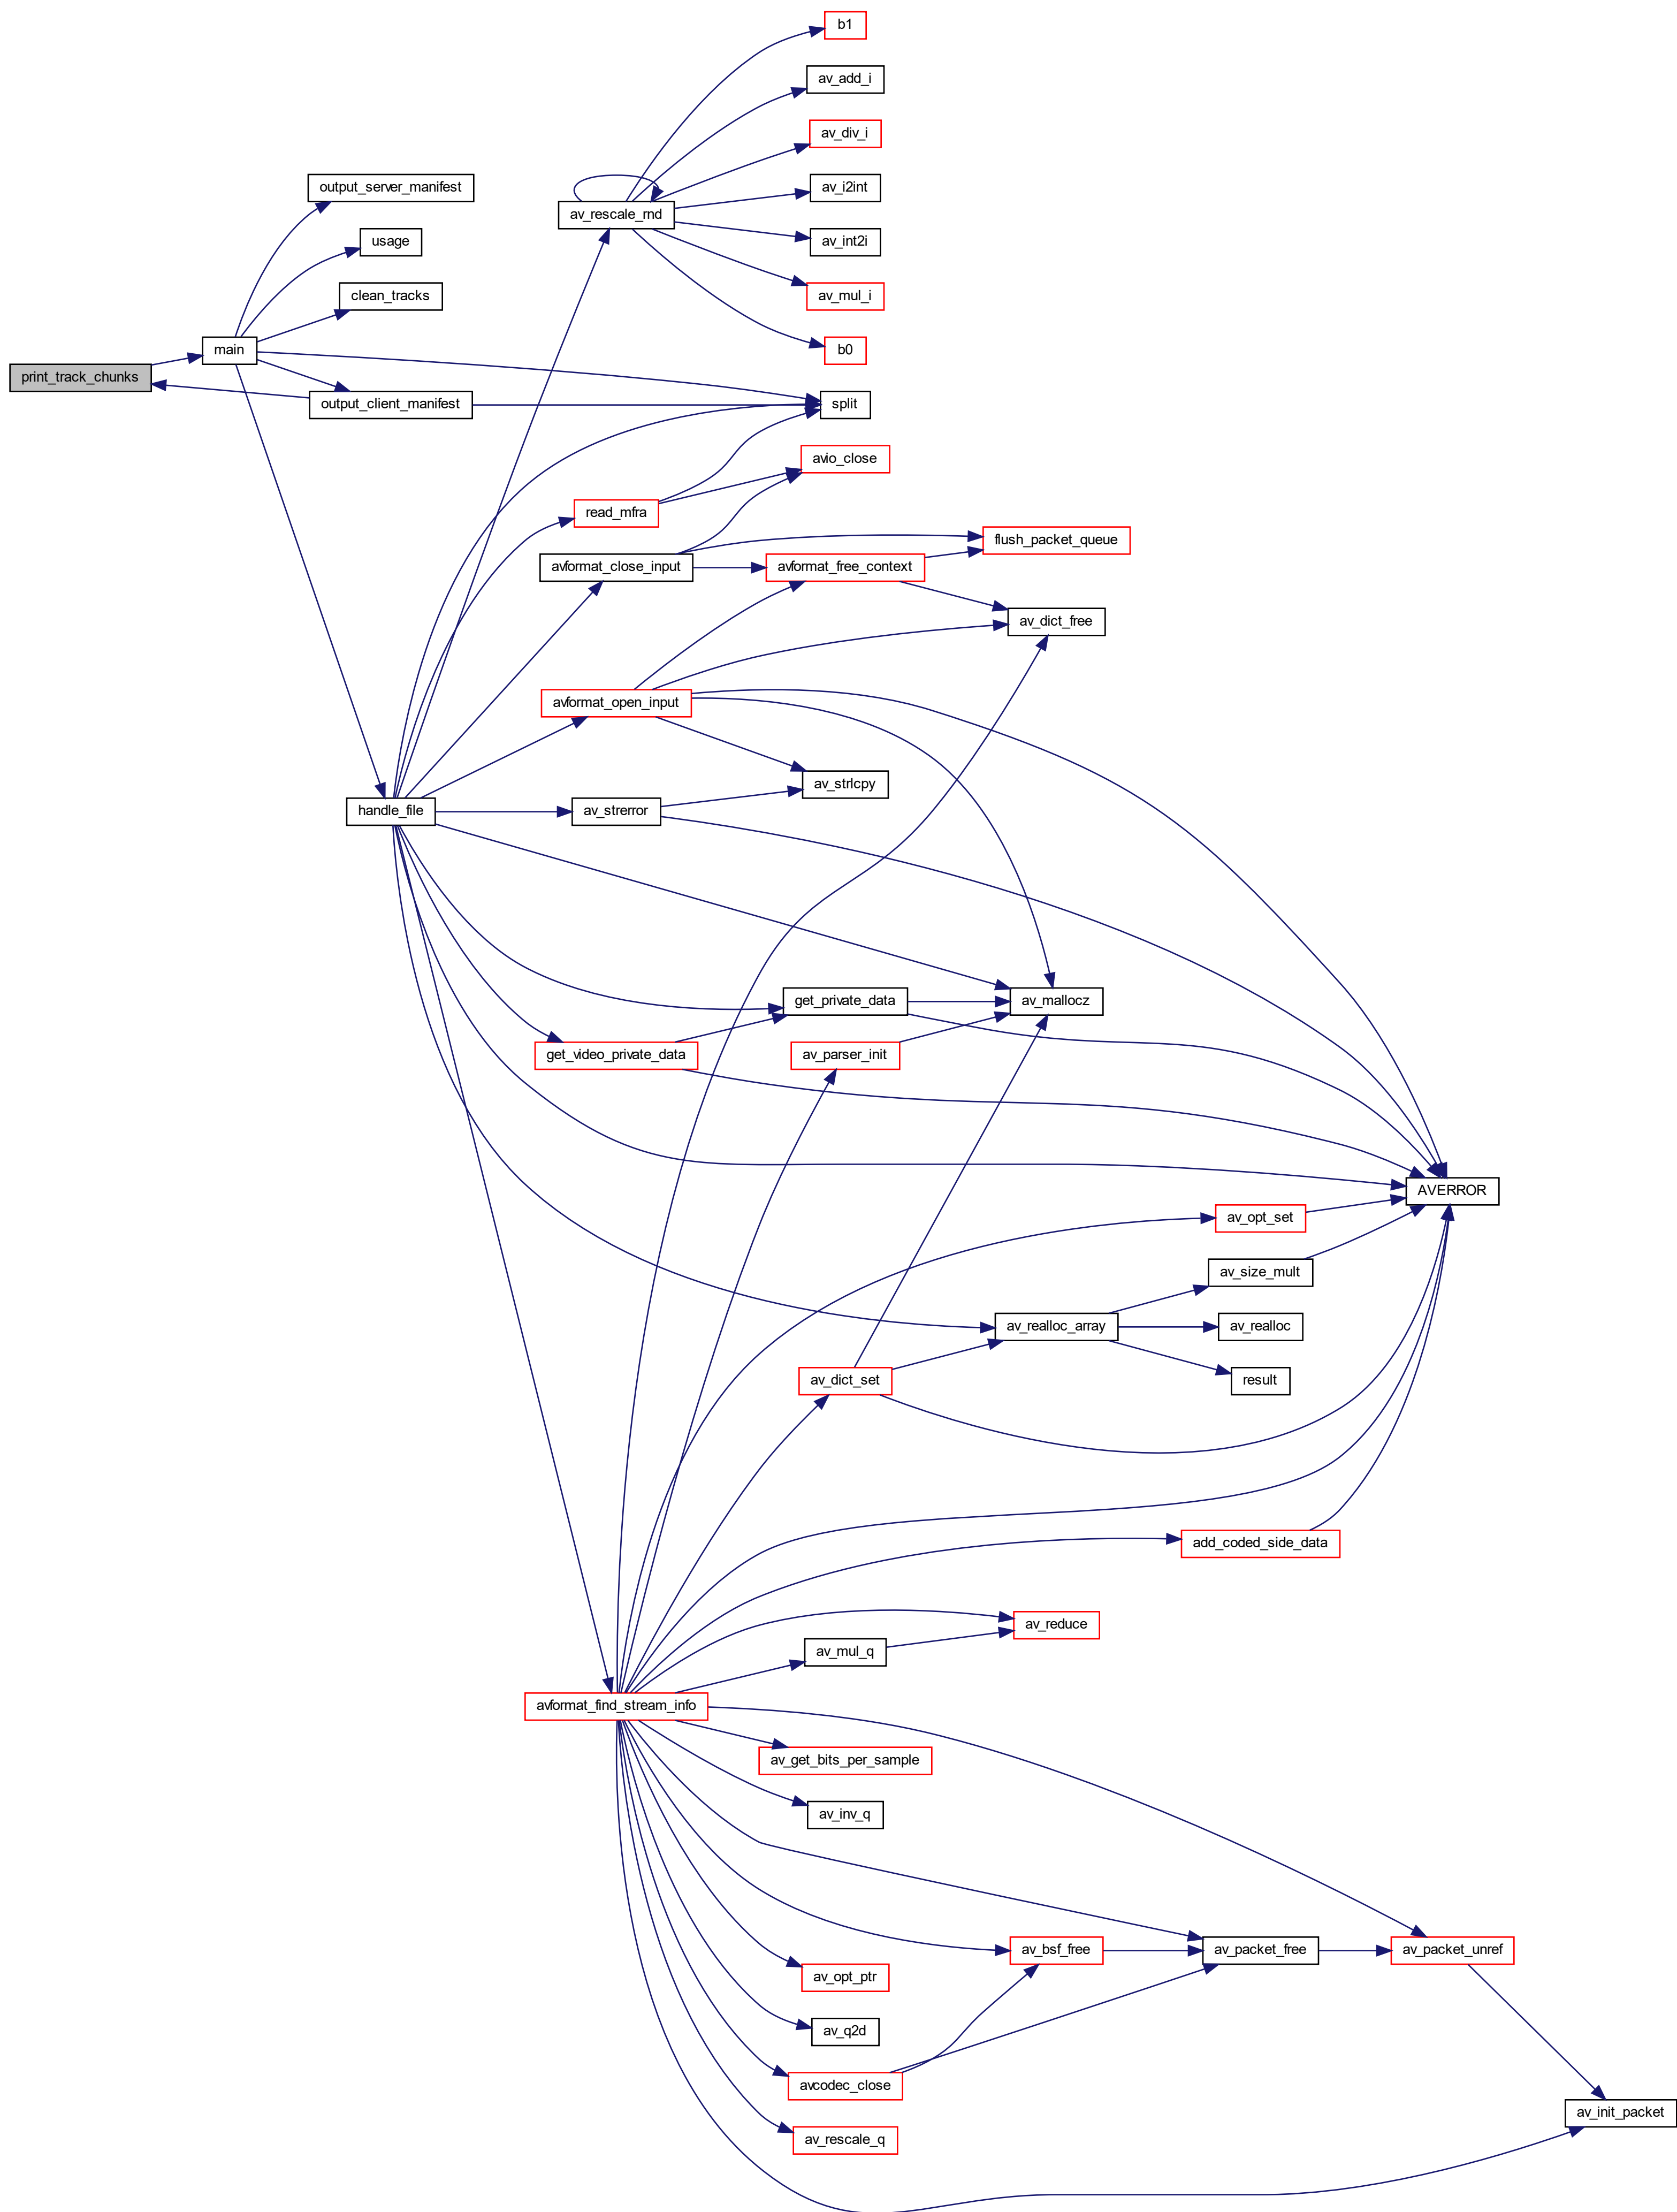 b1
av_add_i
av_div_i
output_server_manifest
av_i2int
av_rescale_rnd
usage
av_int2i
clean_tracks
av_mul_i
main
b0
print_track_chunks
output_client_manifest
split
avio_close
read_mfra
flush_packet_queue
avformat_close_input
avformat_free_context
av_dict_free
avformat_open_input
av_strlcpy
handle_file
av_strerror
get_private_data
av_mallocz
get_video_private_data
av_parser_init
AVERROR
av_opt_set
av_size_mult
av_realloc_array
av_realloc
av_dict_set
result
add_coded_side_data
av_reduce
av_mul_q
avformat_find_stream_info
av_get_bits_per_sample
av_inv_q
av_bsf_free
av_packet_free
av_packet_unref
av_opt_ptr
av_q2d
avcodec_close
av_init_packet
av_rescale_q